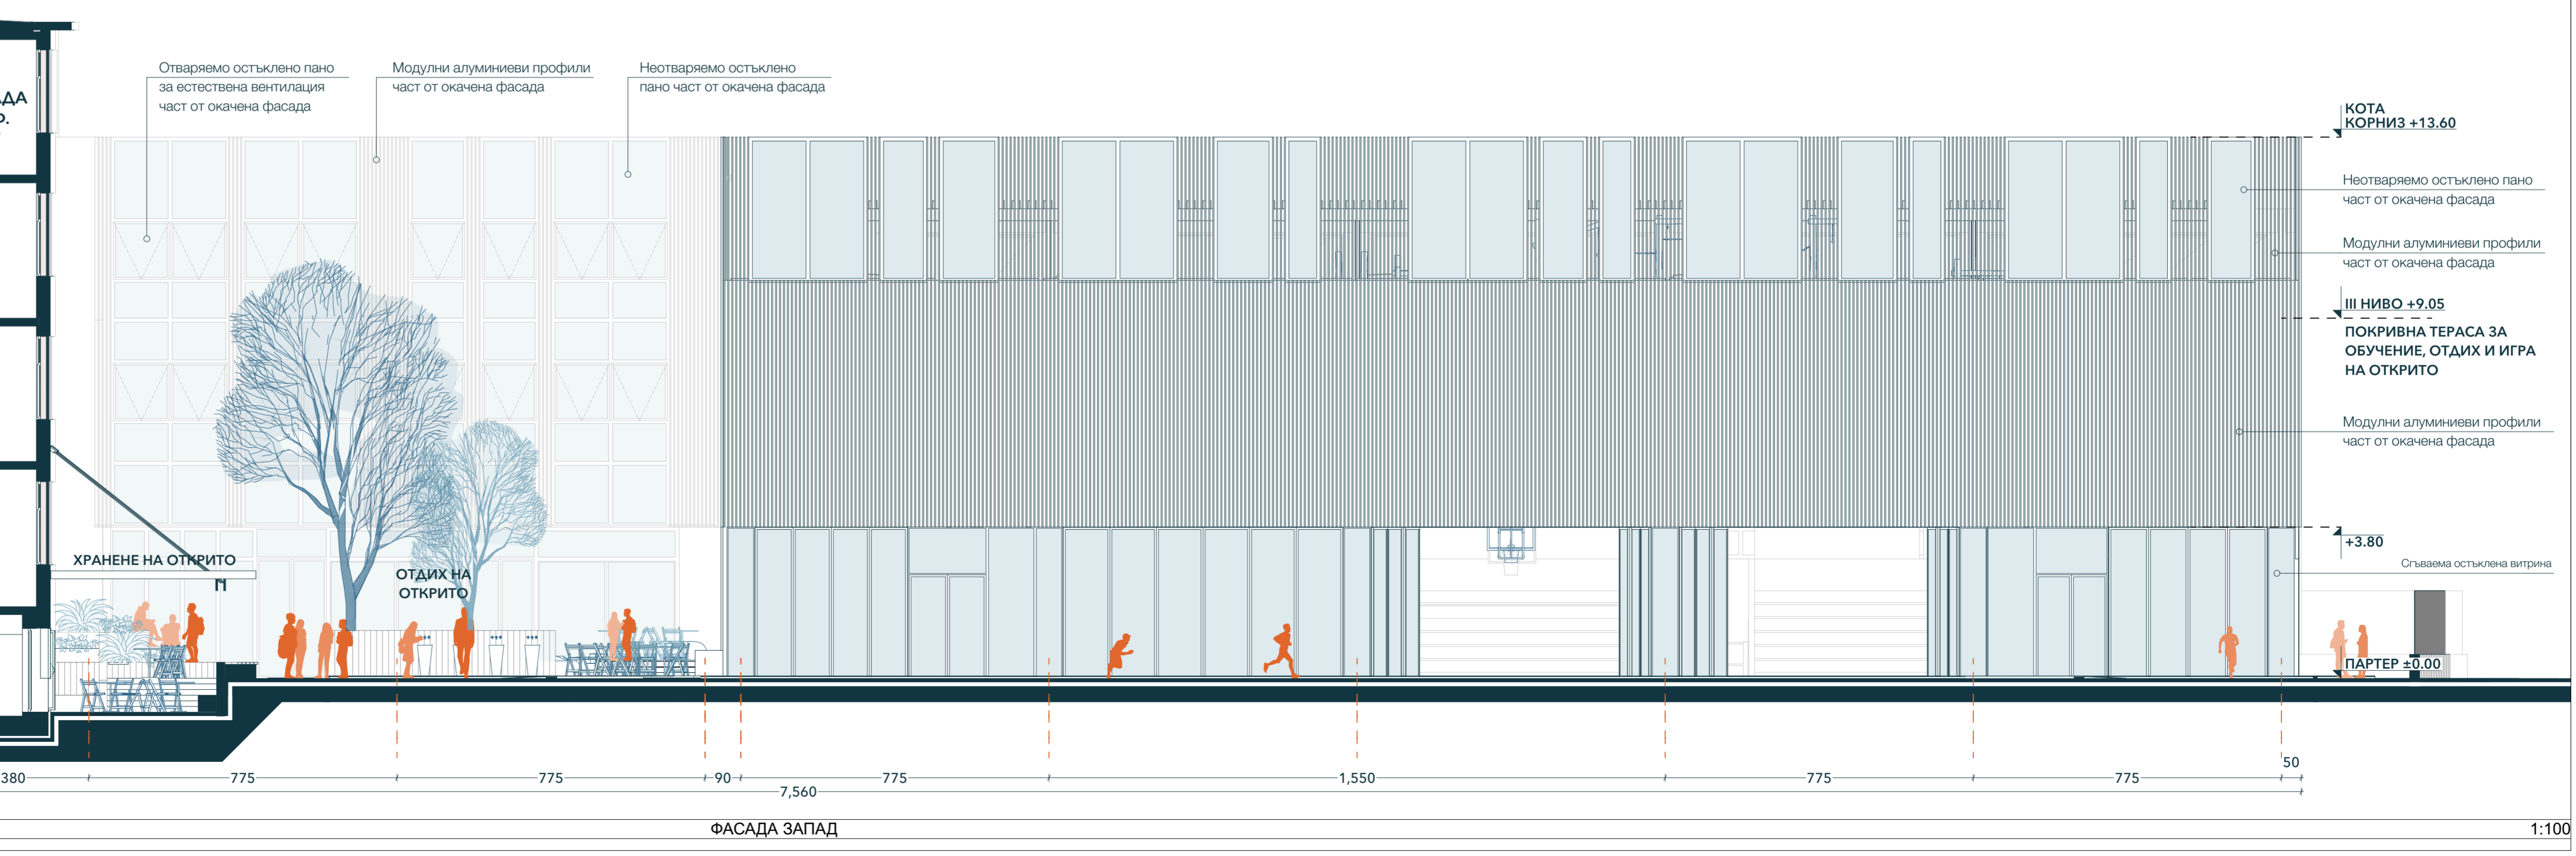 АДА
Р.
Отваряемо остъклено пано
за естествена вентилация
част от окачена фасада
Модулни алуминиеви профили
част от окачена фасада
Неотваряемо остъклено
пано част от окачена фасада
КОТА
КОРНИЗ +13.60
Неотваряемо остъклено пано
част от окачена фасада
Модулни алуминиеви профили
част от окачена фасада
III НИВО +9.05
ПОКРИВНА ТЕРАСА ЗА
ОБУЧЕНИЕ, ОТДИХ И ИГРА
НА ОТКРИТО
Модулни алуминиеви профили
част от окачена фасада
+3.80
Сгъваема остъклена витрина
ХРАНЕНЕ НА ОТКРИТО
ОТДИХ НА
ОТКРИТО
ПАРТЕР ±0.00
380
775
775
90
775
1,550
775
775
50
7,560
ФАСАДА ЗАПАД
1:100